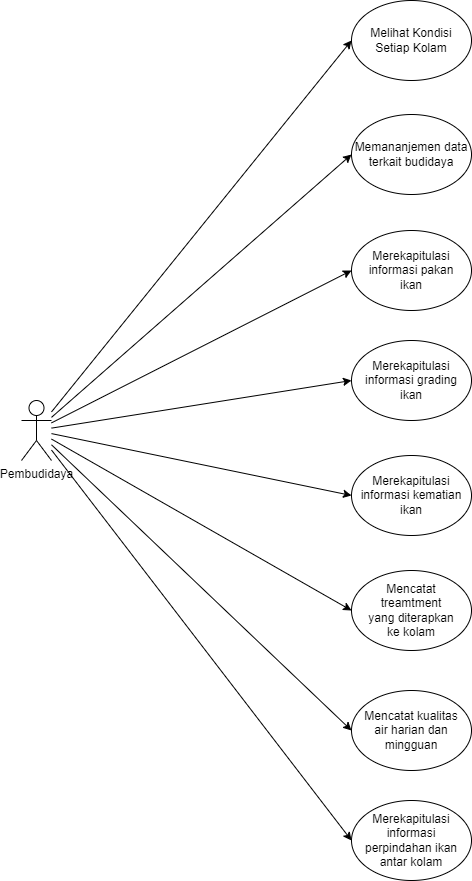 Melihat Kondisi
Setiap Kolam
Memananjemen data
terkait budidaya
Merekapitulasi
informasi pakan
ikan
Merekapitulasi
informasi grading
ikan
Pembudidaya
Merekapitulasi
informasi kematian
ikan
Mencatat
treamtment
yang diterapkan
ke kolam
Mencatat kualitas
air harian dan
mingguan
Merekapitulasi
informasi
perpindahan ikan
antar kolam